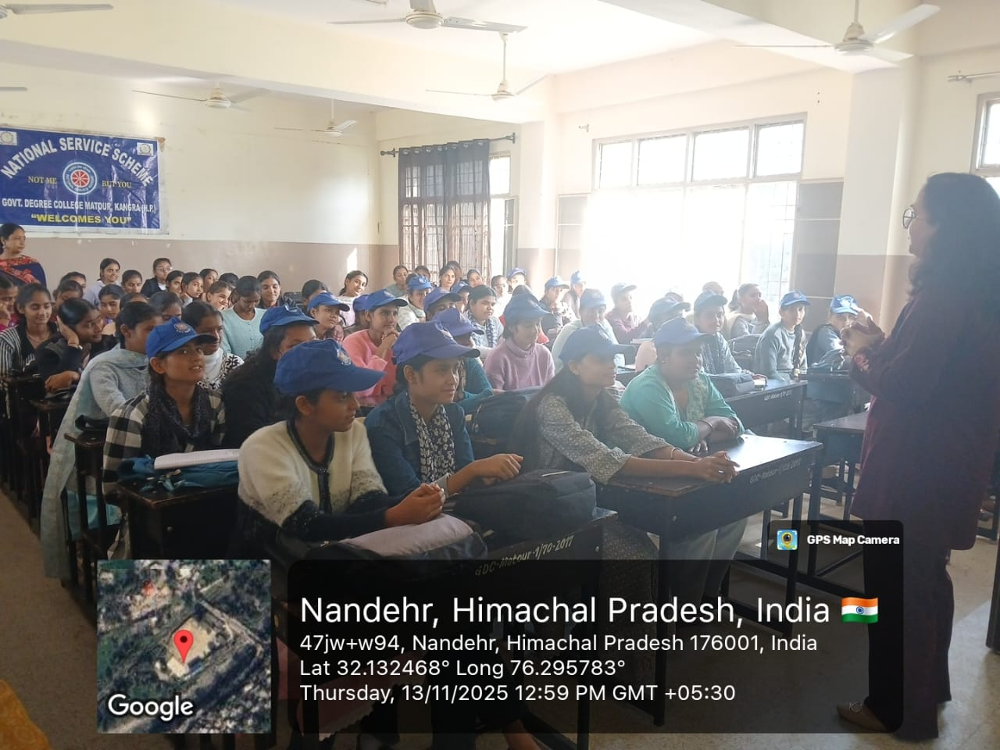 NATIONAL SERVICE SCHEME
NOT ME BUT YOU
GOVT. DEGREE COLLEGE MATOUR, KANGRA (H.P.)
"WELCOMES YOU"
GDC-Matour-1/70-2017
GPS Map Camera
Nandehr, Himachal Pradesh, India
47jw+w94, Nandehr, Himachal Pradesh 176001, India
Lat 32.132468° Long 76.295783°
Thursday, 13/11/2025 12:59 PM GMT +05:30
Google